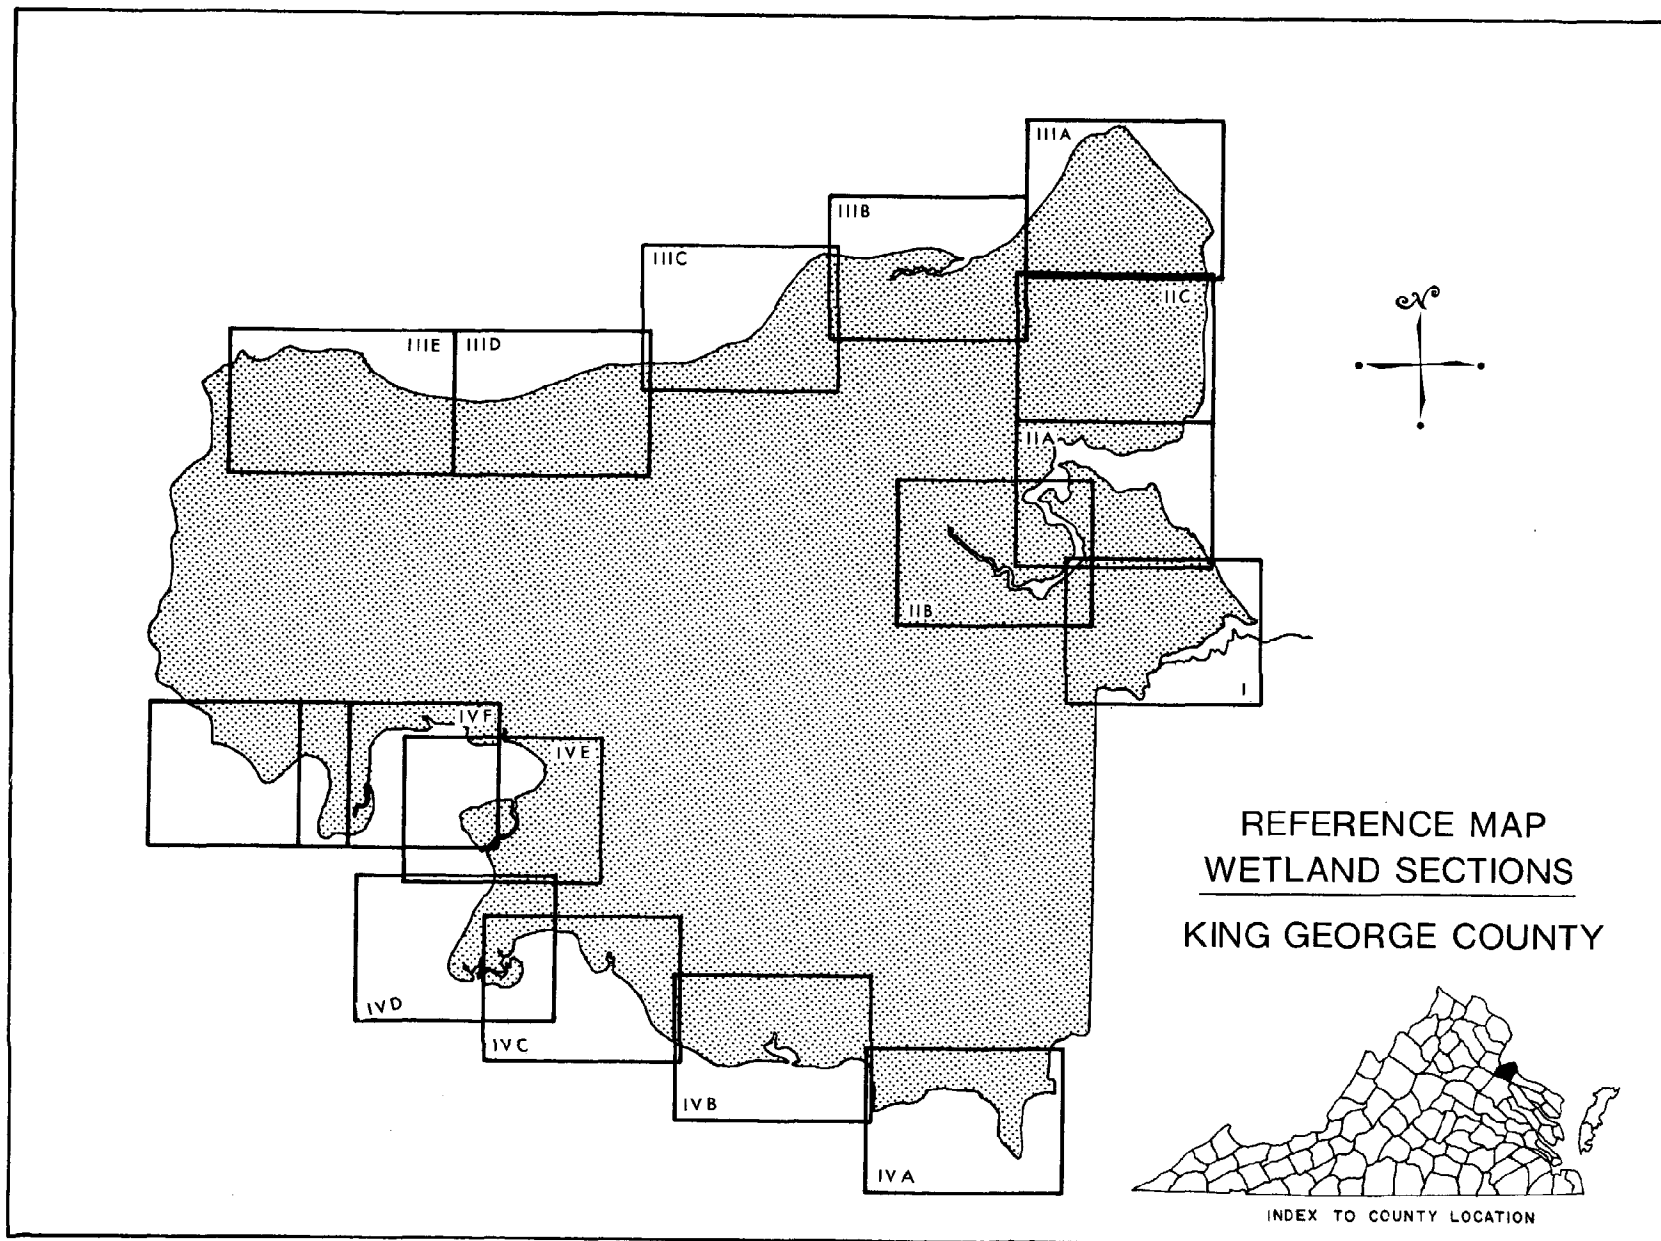 IIIA
IIIB
IIIC
IIC
IIIE
IIID
IIA
IIB
I
IVF
IVE
IVD
IVC
IVB
IVA
N
REFERENCE MAP
WETLAND SECTIONS
KING GEORGE COUNTY
INDEX TO COUNTY LOCATION